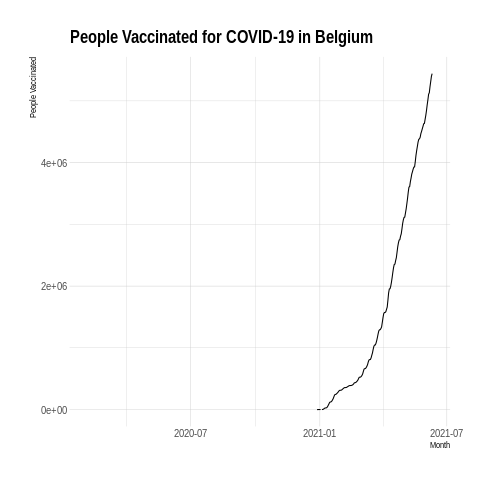 People Vaccinated for COVID-19 in Belgium
People Vaccinated
4e+06
2e+06
0e+00
2020-07 2021-01 2021-07
Month